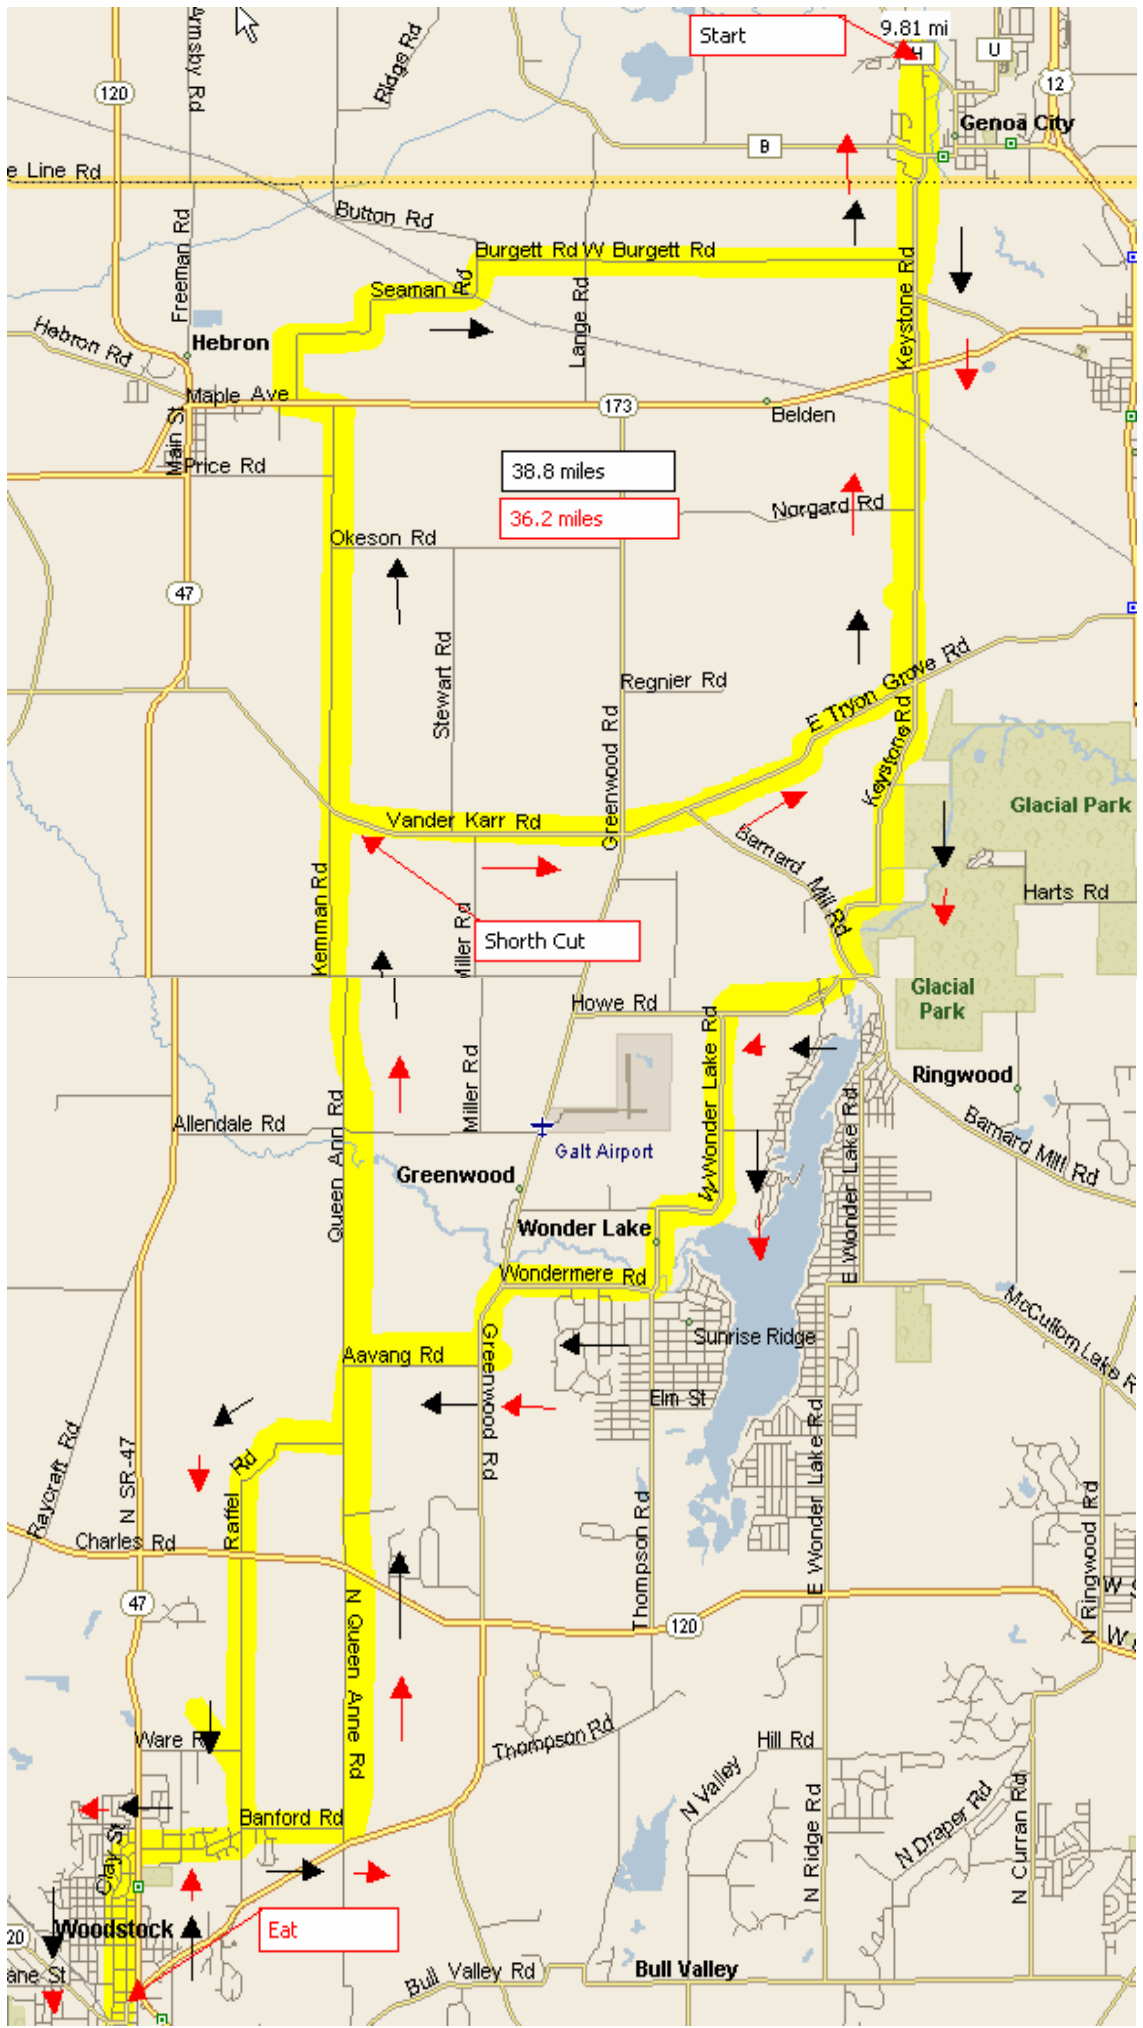 Start
9.81 mi
H
U
120
Armsby Rd
Ridge Rd
12
Genoa City
B
e Line Rd
Button Rd
Freeman Rd
Burgett Rd W Burgett Rd
Seaman Rd
Lange Rd
Keystone Rd
Hebron Rd
Hebron
Maple Ave
173
Belden
Main St
Price Rd
38.8 miles
36.2 miles
Norgard Rd
Okeson Rd
47
Stewart Rd
Regnier Rd
Greenwood Rd
E Tryon Grove Rd
Keystone Rd
Vander Karr Rd
Barnard Mill Rd
Glacial Park
Harts Rd
Kemman Rd
Miller Rd
Shorth Cut
Glacial
Park
Howe Rd
W Wonder Lake Rd
Ringwood
Queen Ann Rd
Miller Rd
Allendale Rd
Galt Airport
E Wonder Lake Rd
Barnard Mill Rd
Greenwood
Wonder Lake
E Wonder Lake Rd
Wondermere Rd
McCullom Lake R
Sunrise Ridge
Aavang Rd
Greenwood Rd
Elm St
Raycraft Rd
N SR-47
Raffel Rd
E Wonder Lake Rd
Thompson Rd
N Ringwood Rd
Charles Rd
47
N Queen Anne Rd
120
W S
W
Ware R
Thompson Rd
Hill Rd
N Valley
N Ridge Rd
N Draper Rd
N Curran Rd
Banford Rd
Clay St
Woodstock
20
Eat
ane St
Bull Valley Rd
Bull Valley